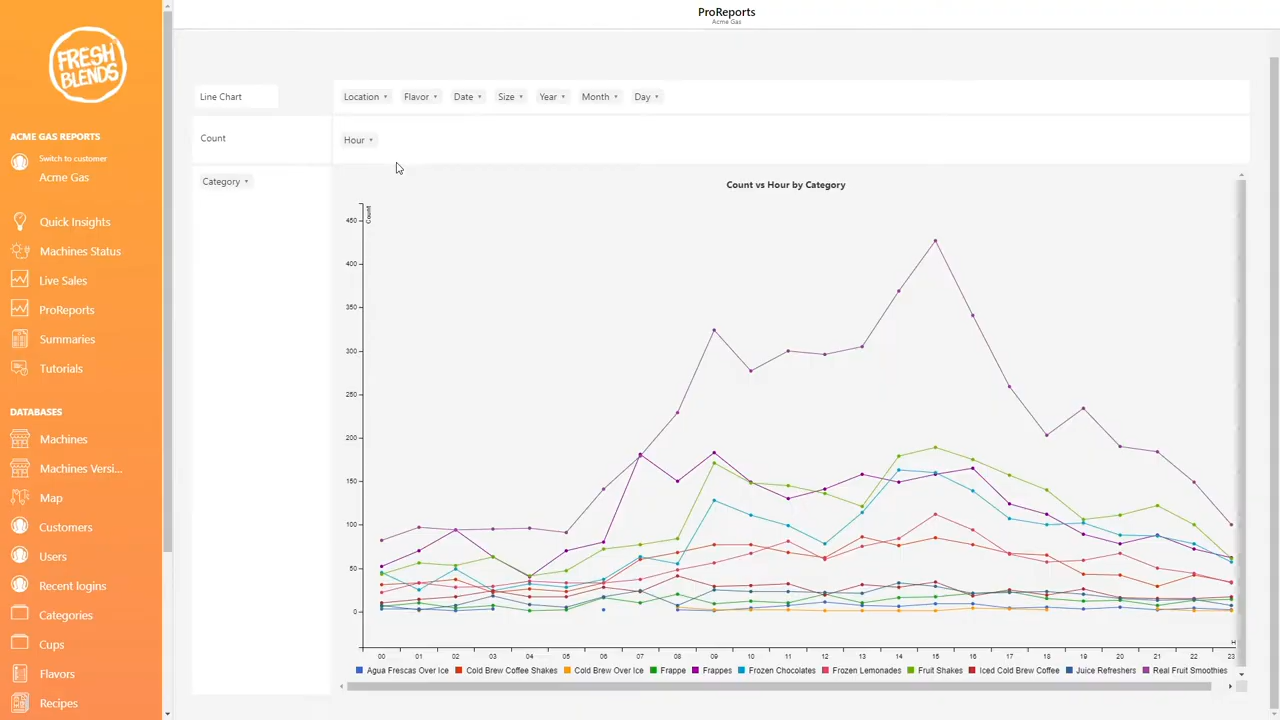 ProReports
Acme Gas
FRESH
BLENDS
ACME GAS REPORTS
Switch to customer
Acme Gas
Quick Insights
Machines Status
Live Sales
ProReports
Summaries
Tutorials
DATABASES
Machines
Machines Versi...
Map
Customers
Users
Recent logins
Categories
Cups
Flavors
Recipes
Line Chart
Location Flavor Date Size Year Month Day
Count
Hour
Category
Count vs Hour by Category
Count
450
400
350
300
250
200
150
100
50
0
H
00 01 02 03 04 05 06 07 08 09 10 11 12 13 14 15 16 17 18 19 20 21 22 23
Agua Frescas Over Ice Cold Brew Coffee Shakes Cold Brew Over Ice Frappe Frappes Frozen Chocolates Frozen Lemonades Fruit Shakes Iced Cold Brew Coffee Juice Refreshers Real Fruit Smoothies